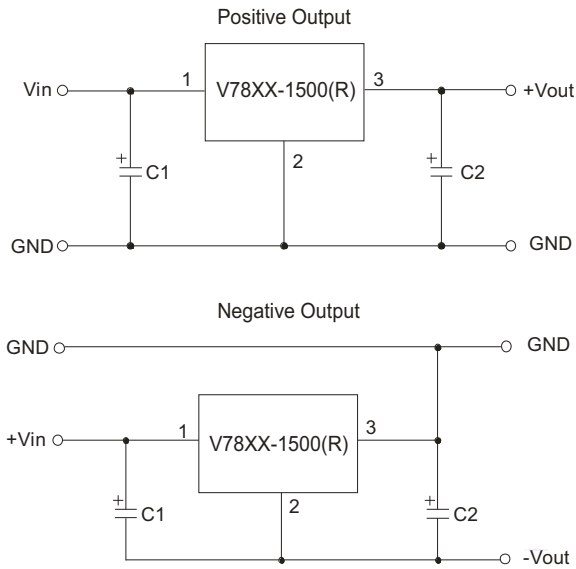 Positive Output
Vin 1 V78XX-1500(R) 3 +Vout
2
+ C1 + C2
GND GND
Negative Output
GND GND
+Vin 1 V78XX-1500(R) 3
2
+ C1 + C2
-Vout